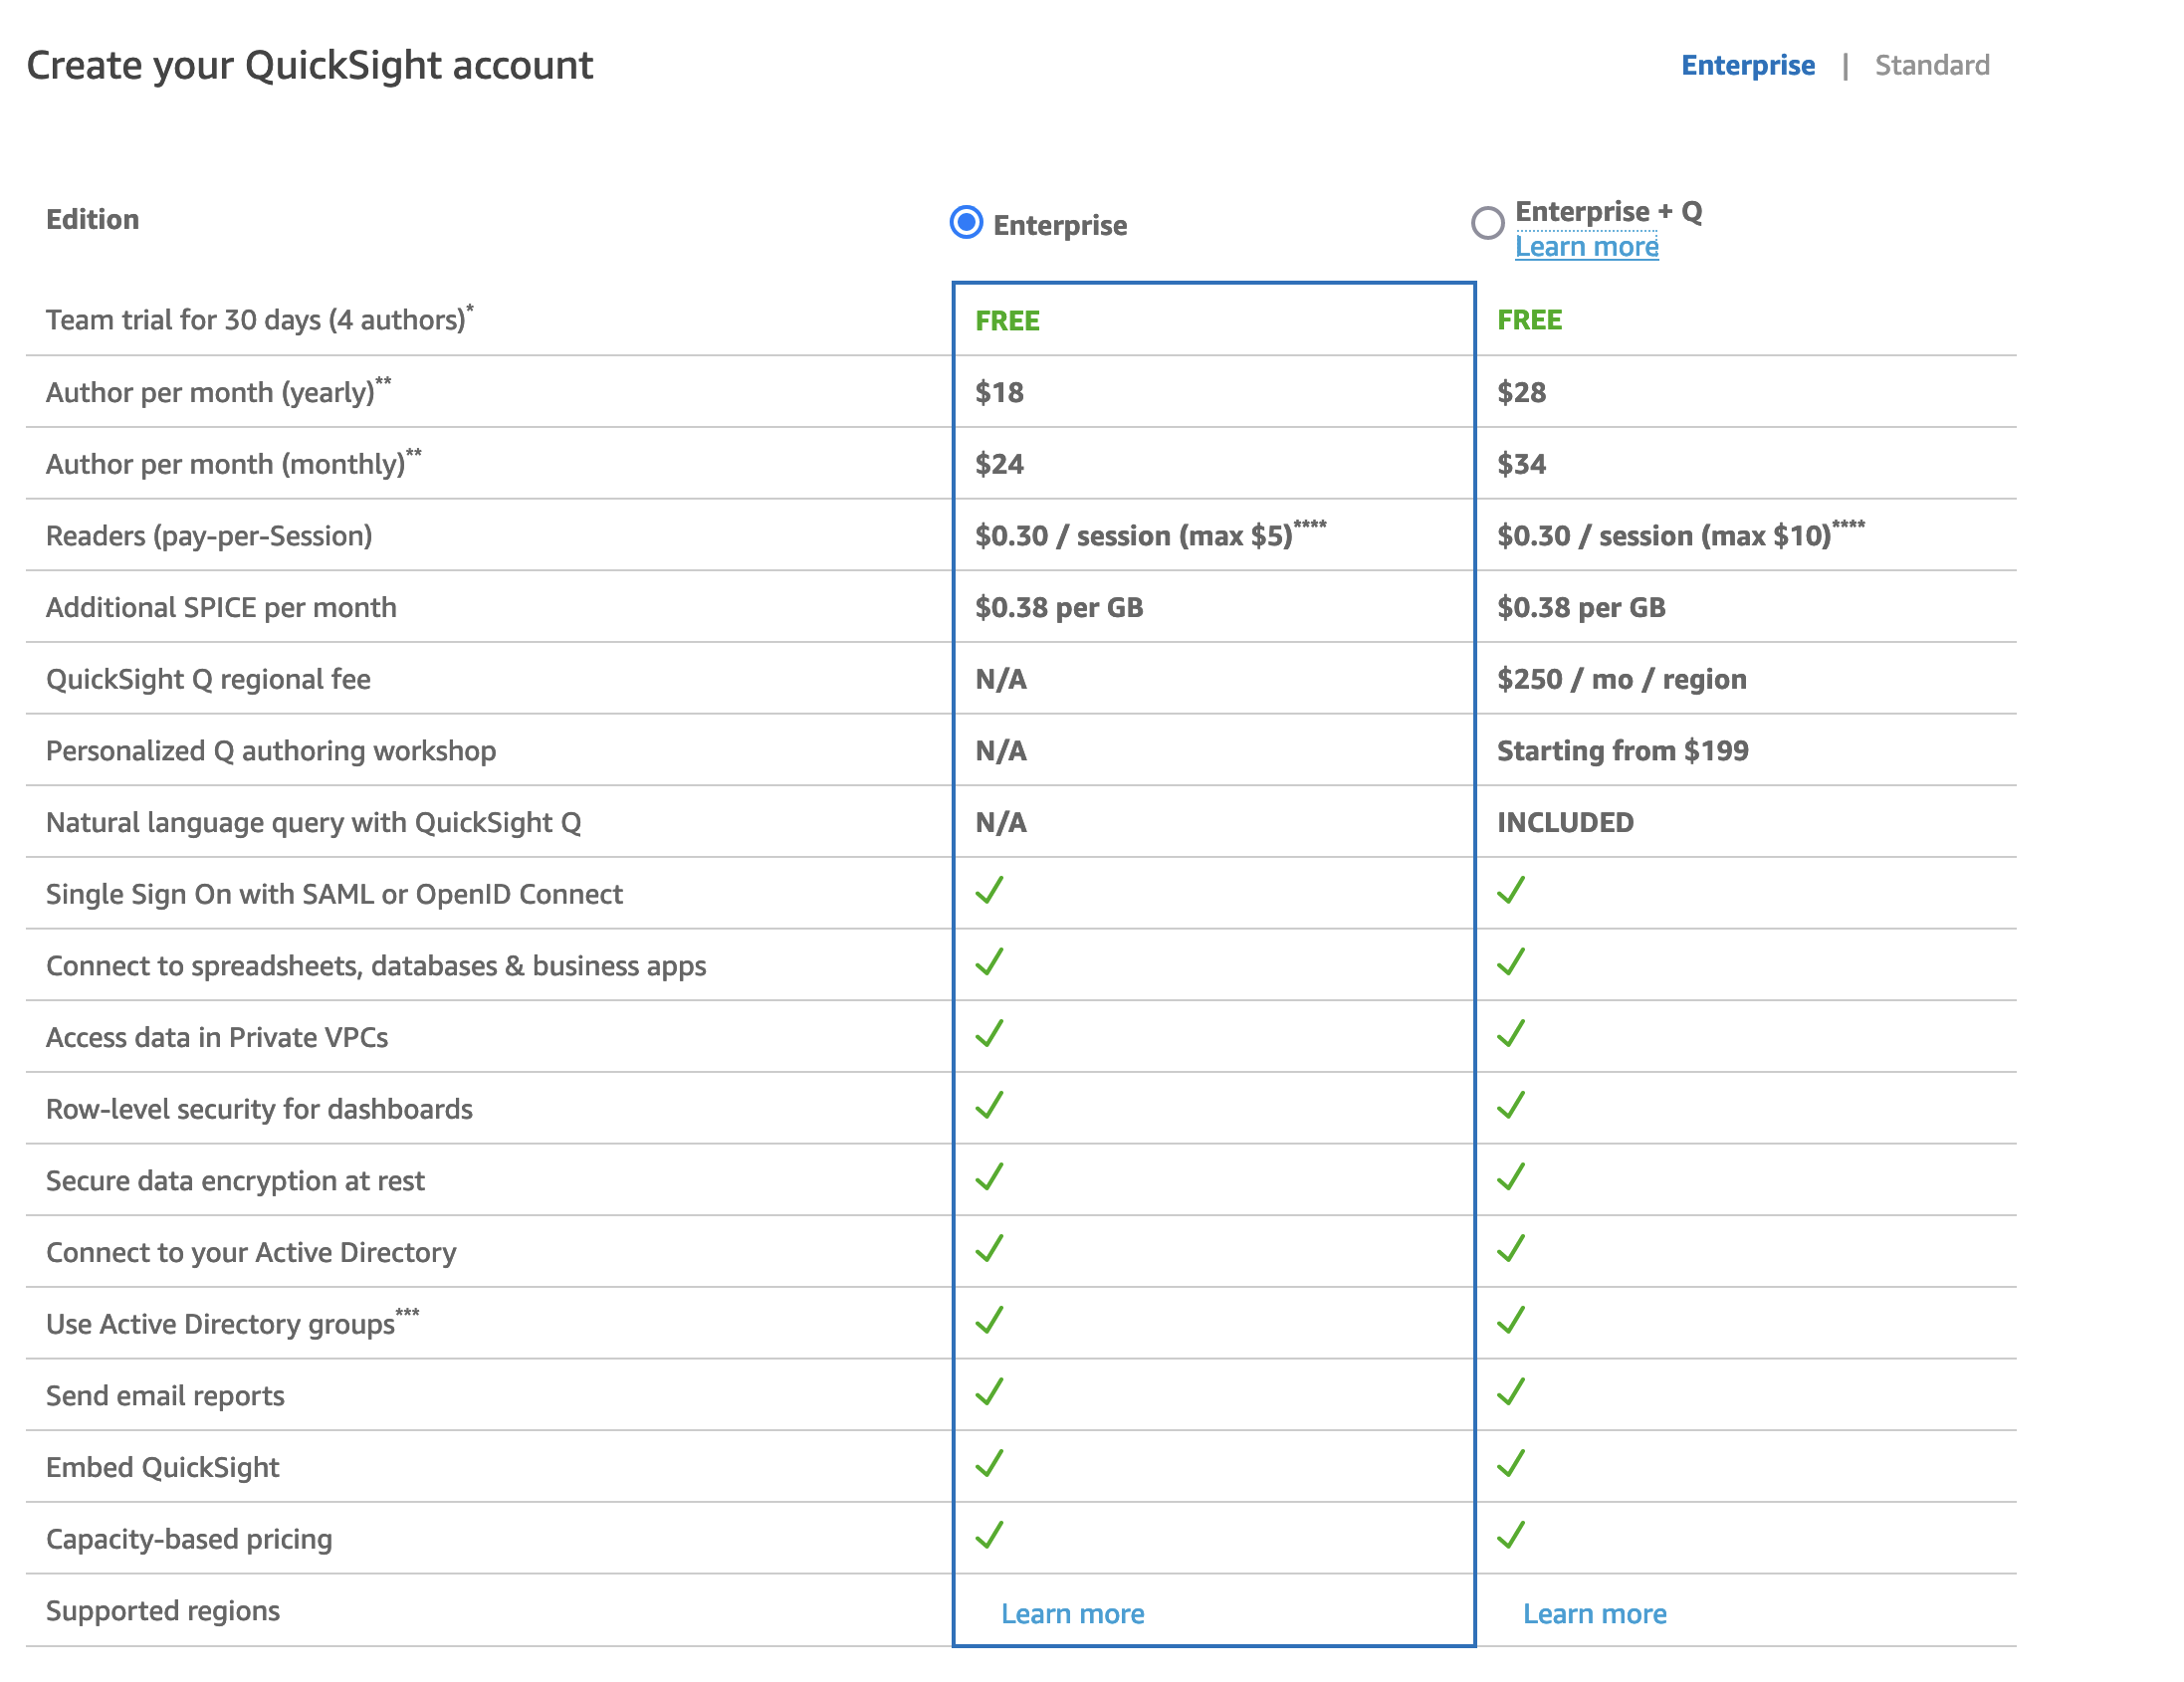 Create your QuickSight account
Enterprise | Standard
Edition
Enterprise
Enterprise + Q
Learn more
Team trial for 30 days (4 authors)* FREE FREE
Author per month (yearly)** $18 $28
Author per month (monthly)** $24 $34
Readers (pay-per-Session) $0.30 / session (max $5)**** $0.30 / session (max $10)****
Additional SPICE per month $0.38 per GB $0.38 per GB
QuickSight Q regional fee N/A $250 / mo / region
Personalized Q authoring workshop N/A Starting from $199
Natural language query with QuickSight Q N/A INCLUDED
Single Sign On with SAML or OpenID Connect
Connect to spreadsheets, databases & business apps
Access data in Private VPCs
Row-level security for dashboards
Secure data encryption at rest
Connect to your Active Directory
Use Active Directory groups***
Send email reports
Embed QuickSight
Capacity-based pricing
Supported regions Learn more Learn more